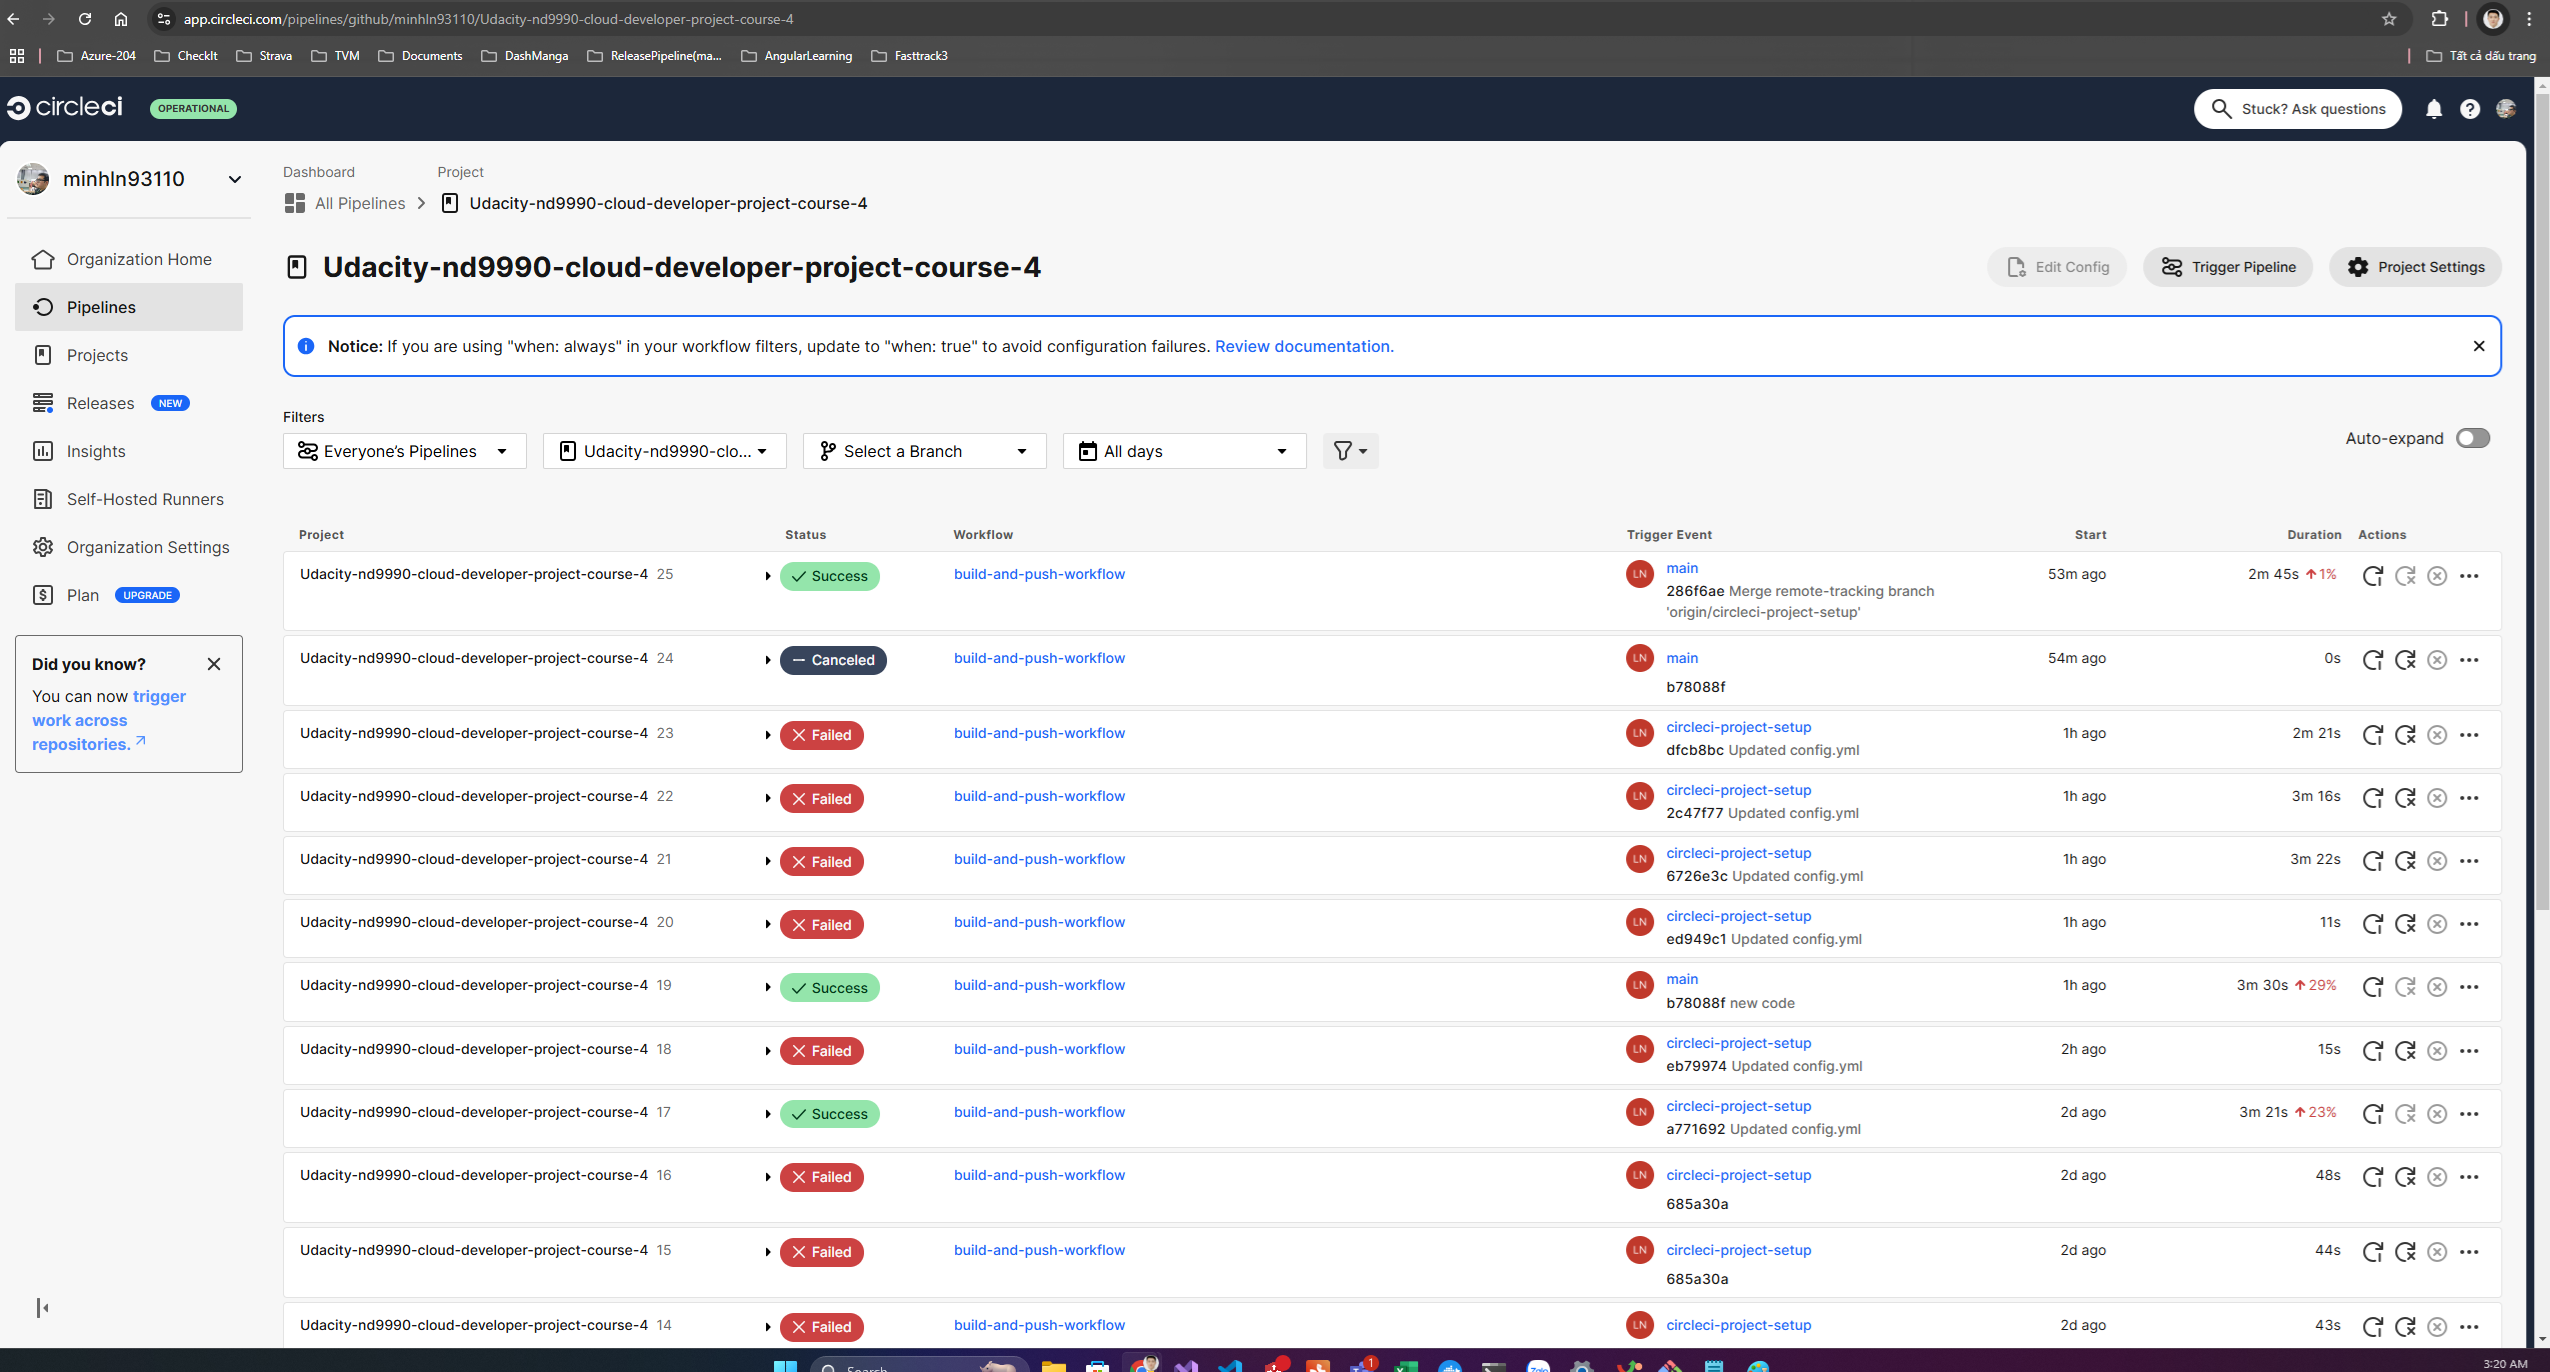 app.circleci.com/pipelines/github/minhln93110/Udacity-nd9990-cloud-developer-project-course-4
Azure-204 CheckIt Strava TVM Documents DashManga ReleasePipeline(ma... AngularLearning Fasttrack3 Tất cả dấu trang
circleci OPERATIONAL Stuck? Ask questions
minhln93110
Organization Home
Pipelines
Projects
Releases NEW
Insights
Self-Hosted Runners
Organization Settings
Plan UPGRADE
Did you know?
You can now trigger
work across
repositories.
Dashboard Project
All Pipelines Udacity-nd9990-cloud-developer-project-course-4
Udacity-nd9990-cloud-developer-project-course-4 Edit Config Trigger Pipeline Project Settings
Notice: If you are using "when: always" in your workflow filters, update to "when: true" to avoid configuration failures. Review documentation.
Filters
Everyone’s Pipelines Udacity-nd9990-clo... Select a Branch All days Auto-expand
Project Status Workflow Trigger Event Start Duration Actions
Udacity-nd9990-cloud-developer-project-course-4 25 Success build-and-push-workflow LN main 53m ago 2m 45s 1%
286f6ae Merge remote-tracking branch
'origin/circleci-project-setup'
Udacity-nd9990-cloud-developer-project-course-4 24 Canceled build-and-push-workflow LN main 54m ago 0s
b78088f
Udacity-nd9990-cloud-developer-project-course-4 23 Failed build-and-push-workflow LN circleci-project-setup 1h ago 2m 21s
dfcb8bc Updated config.yml
Udacity-nd9990-cloud-developer-project-course-4 22 Failed build-and-push-workflow LN circleci-project-setup 1h ago 3m 16s
2c47f77 Updated config.yml
Udacity-nd9990-cloud-developer-project-course-4 21 Failed build-and-push-workflow LN circleci-project-setup 1h ago 3m 22s
6726e3c Updated config.yml
Udacity-nd9990-cloud-developer-project-course-4 20 Failed build-and-push-workflow LN circleci-project-setup 1h ago 11s
ed949c1 Updated config.yml
Udacity-nd9990-cloud-developer-project-course-4 19 Success build-and-push-workflow LN main 1h ago 3m 30s 29%
b78088f new code
Udacity-nd9990-cloud-developer-project-course-4 18 Failed build-and-push-workflow LN circleci-project-setup 2h ago 15s
eb79974 Updated config.yml
Udacity-nd9990-cloud-developer-project-course-4 17 Success build-and-push-workflow LN circleci-project-setup 2d ago 3m 21s 23%
a771692 Updated config.yml
Udacity-nd9990-cloud-developer-project-course-4 16 Failed build-and-push-workflow LN circleci-project-setup 2d ago 48s
685a30a
Udacity-nd9990-cloud-developer-project-course-4 15 Failed build-and-push-workflow LN circleci-project-setup 2d ago 44s
685a30a
Udacity-nd9990-cloud-developer-project-course-4 14 Failed build-and-push-workflow LN circleci-project-setup 2d ago 43s
Search 1 Zalo 3:20 AM